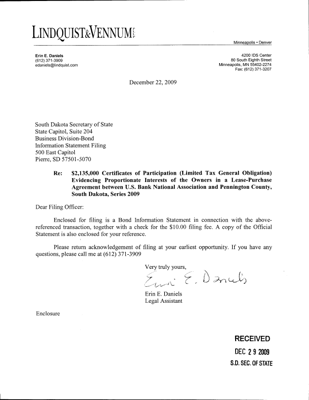 LINDQUIST&VENNUM
Minneapolis • Denver
Erin E. Daniels
(612) 371-3909
edaniels@lindquist.com
4200 IDS Center
80 South Eighth Street
Minneapolis, MN 55402-2274
Fax: (612) 371-3207
December 22, 2009
South Dakota Secretary of State
State Capitol, Suite 204
Business Division-Bond
Information Statement Filing
500 East Capitol
Pierre, SD 57501-5070
Re: $2,135,000 Certificates of Participation (Limited Tax General Obligation)
Evidencing Proportionate Interests of the Owners in a Lease-Purchase
Agreement between U.S. Bank National Association and Pennington County,
South Dakota, Series 2009
Dear Filing Officer:
Enclosed for filing is a Bond Information Statement in connection with the above-
referenced transaction, together with a check for the $10.00 filing fee. A copy of the Official
Statement is also enclosed for your reference.
Please return acknowledgement of filing at your earliest opportunity. If you have any
questions, please call me at (612) 371-3909
Very truly yours,
Erin E. Daniels
Erin E. Daniels
Legal Assistant
Enclosure
RECEIVED
DEC 29 2009
S.D. SEC. OF STATE